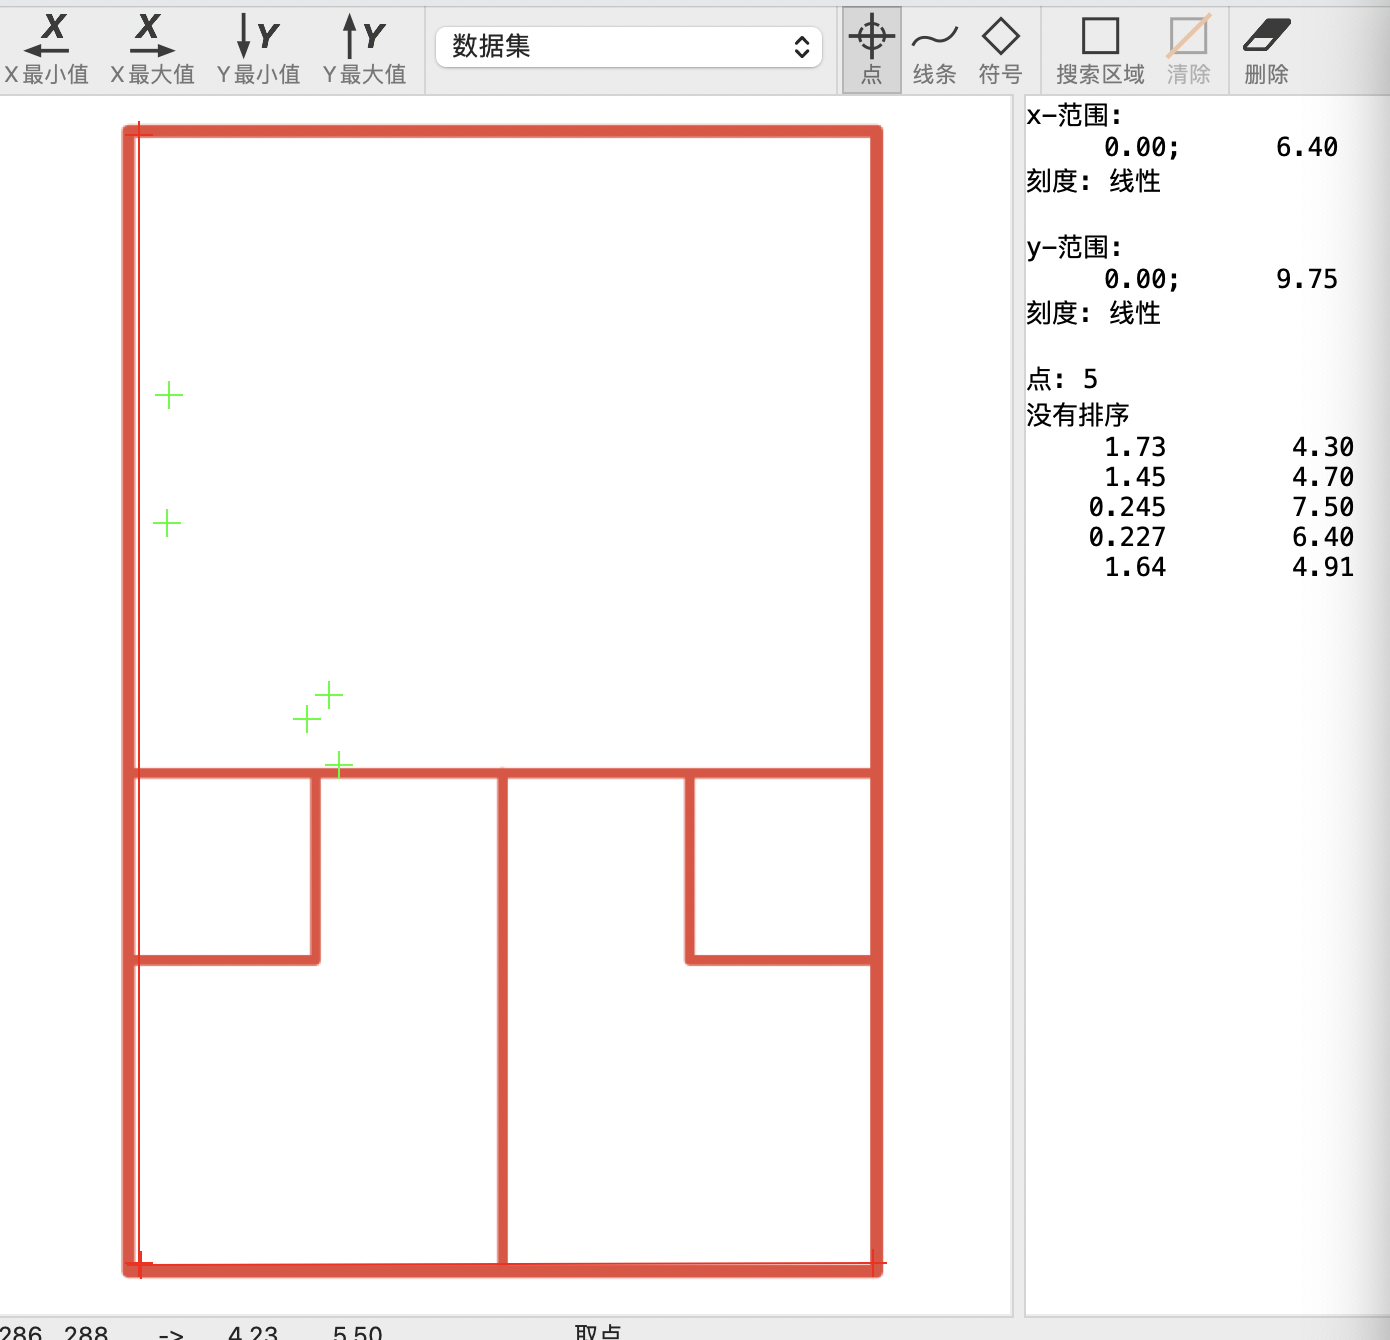 X 最小值
X 最大值
Y 最小值
Y 最大值
数据集
点
线条
符号
搜索区域
清除
删除
x-范围:
0.00; 6.40
刻度: 线性
y-范围:
0.00; 9.75
刻度: 线性
点: 5
没有排序
1.73 4.30
1.45 4.70
0.245 7.50
0.227 6.40
1.64 4.91
286 288 -> 4.23 5.50 取点